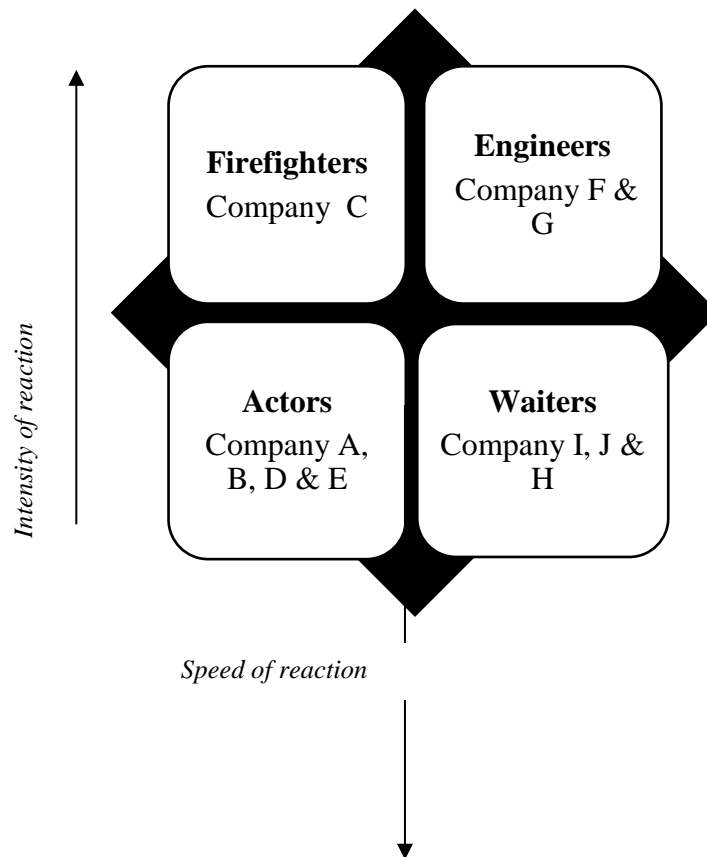 Firefighters
Company C
Engineers
Company F &
G
Intensity of reaction
Actors
Company A,
B, D & E
Waiters
Company I, J &
H
Speed of reaction